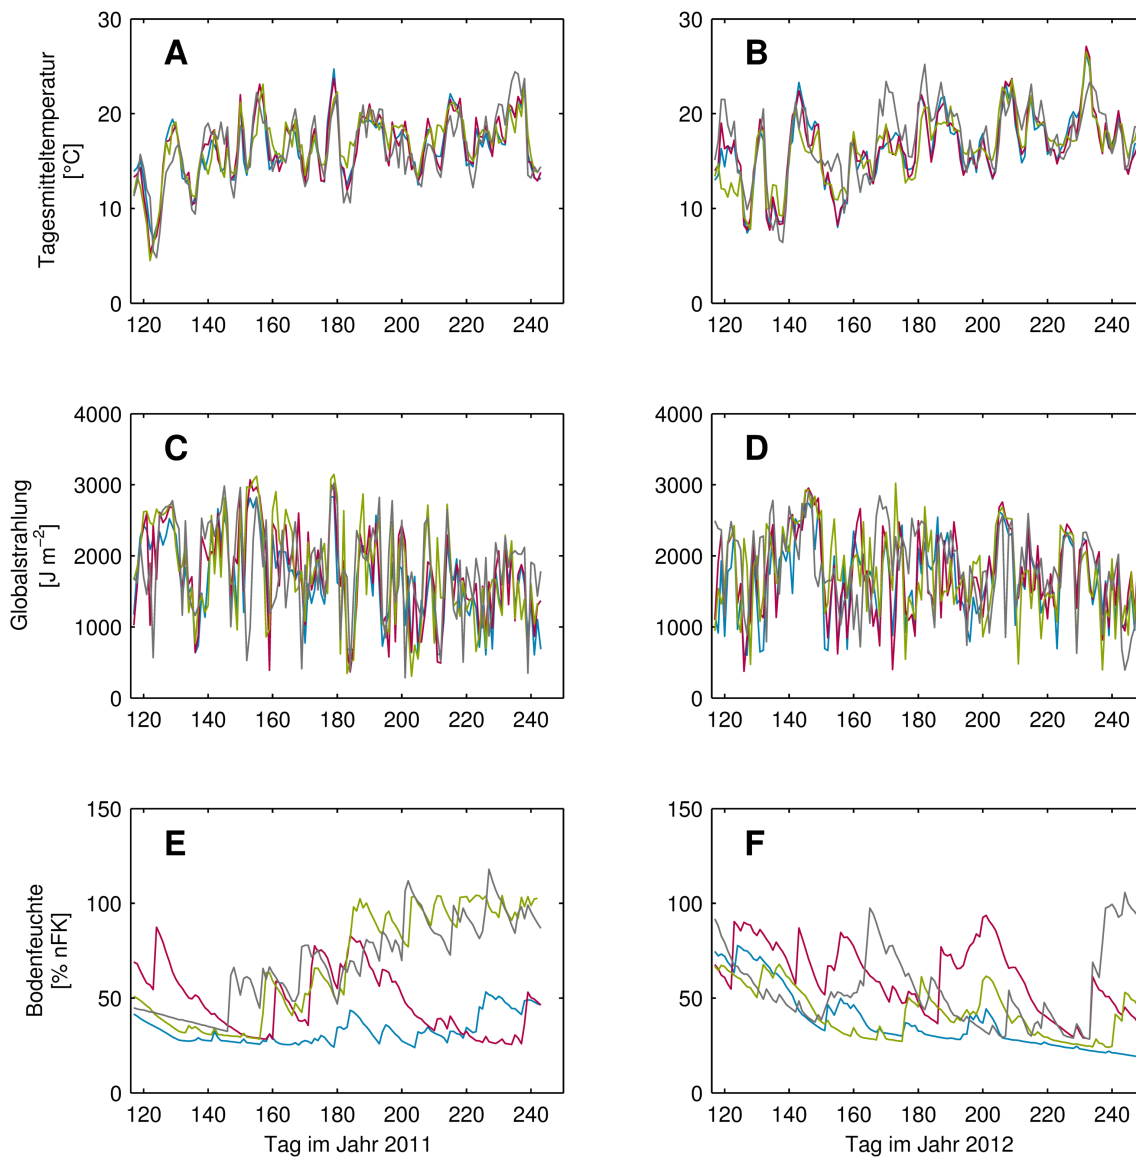 Tagesmitteltemperatur
[°C]
30
20
10
0
A
120 140 160 180 200 220 240
30
20
10
0
B
120 140 160 180 200 220 240
Globalstrahlung
[J m−2]
4000
3000
2000
1000
0
C
120 140 160 180 200 220 240
4000
3000
2000
1000
0
D
120 140 160 180 200 220 240
Bodenfeuchte
[% nFK]
150
100
50
0
E
120 140 160 180 200 220 240
Tag im Jahr 2011
150
100
50
0
F
120 140 160 180 200 220 240
Tag im Jahr 2012